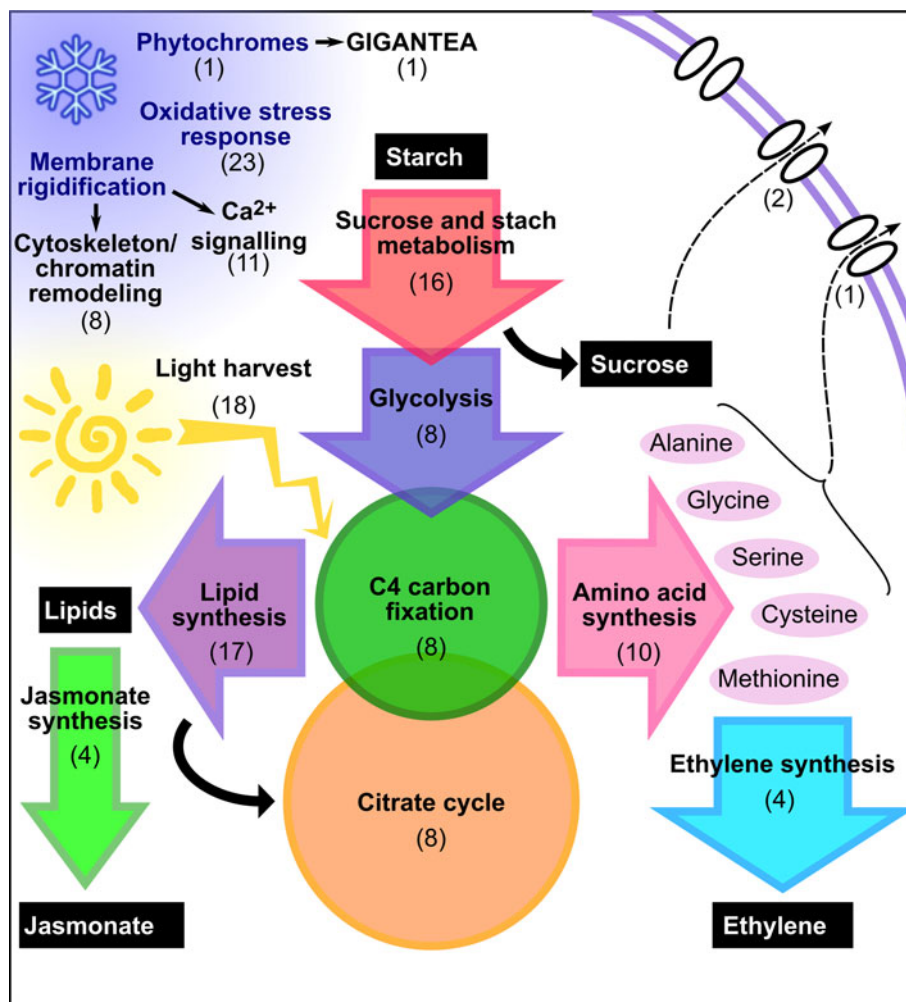 Phytochromes GIGANTEA
(1) (1)
Oxidative stress
response
(23)
Membrane
rigidification
Ca2+
signalling
(11)
Cytoskeleton/
chromatin
remodeling
(8)
Starch
Sucrose and stach
metabolism
(16)
(2)
(1)
Sucrose
Light harvest
(18)
Glycolysis
(8)
Alanine
Glycine
Serine
Cysteine
Methionine
C4 carbon
fixation
(8)
Lipid
synthesis
(17)
Lipids
Amino acid
synthesis
(10)
Jasmonate
synthesis
(4)
Citrate cycle
(8)
Ethylene synthesis
(4)
Jasmonate
Ethylene